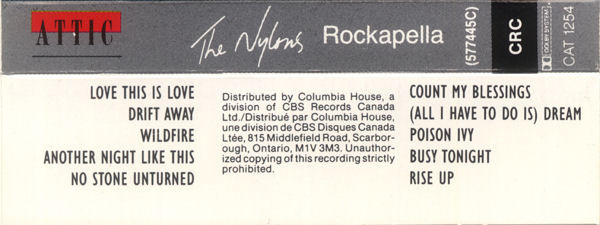 ATTIC
The Nylons Rockapella
(577445C)
CRC
DOLBY SYSTEM
CAT 1254
LOVE THIS IS LOVE
DRIFT AWAY
WILDFIRE
ANOTHER NIGHT LIKE THIS
NO STONE UNTURNED
Distributed by Columbia House, a
division of CBS Records Canada
Ltd./Distribué par Columbia House,
une division de CBS Disques Canada
Ltée, 815 Middlefield Road, Scarbor-
ough, Ontario, M1V 3M3. Unauthor-
ized copying of this recording strictly
prohibited.
COUNT MY BLESSINGS
(ALL I HAVE TO DO IS) DREAM
POISON IVY
BUSY TONIGHT
RISE UP